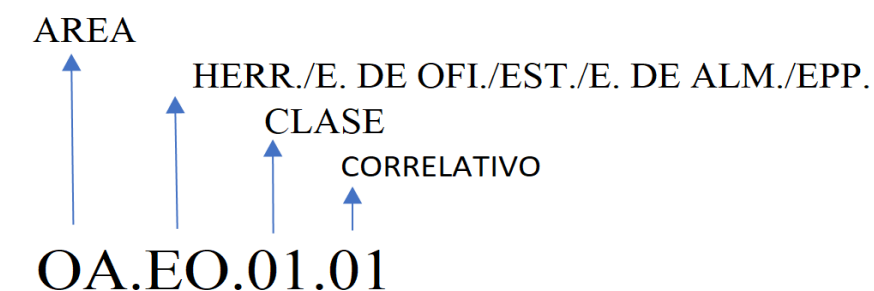 AREA
HERR./E. DE OFI./EST./E. DE ALM./EPP.
CLASE
CORRELATIVO
OA.EO.01.01